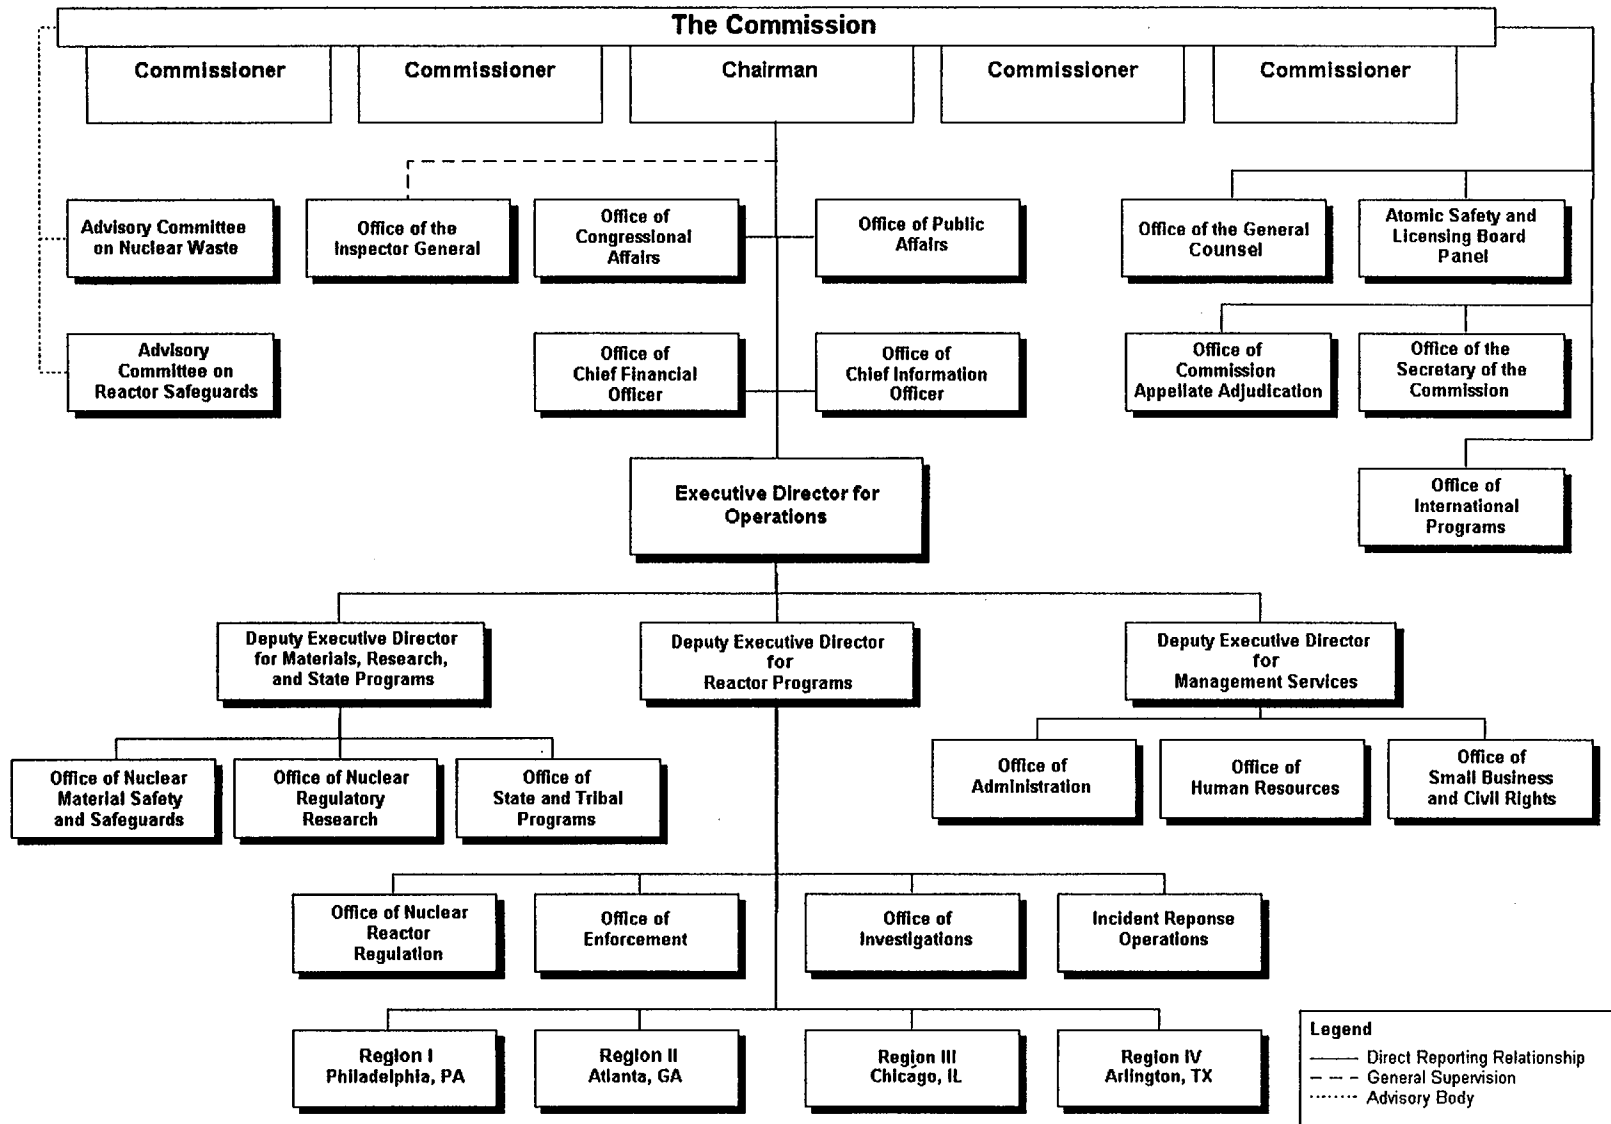 The Commission
Commissioner
Commissioner
Chairman
Commissioner
Commissioner
Advisory Committee
on Nuclear Waste
Office of the
Inspector General
Office of
Congressional
Affairs
Office of Public
Affairs
Office of the General
Counsel
Atomic Safety and
Licensing Board
Panel
Advisory
Committee on
Reactor Safeguards
Office of
Chief Financial
Officer
Office of
Chief Information
Officer
Office of
Commission
Appellate Adjudication
Office of the
Secretary of the
Commission
Executive Director for
Operations
Office of
International
Programs
Deputy Executive Director
for Materials, Research,
and State Programs
Deputy Executive Director
for
Reactor Programs
Deputy Executive Director
for
Management Services
Office of Nuclear
Material Safety
and Safeguards
Office of Nuclear
Regulatory
Research
Office of
State and Tribal
Programs
Office of
Administration
Office of
Human Resources
Office of
Small Business
and Civil Rights
Office of Nuclear
Reactor
Regulation
Office of
Enforcement
Office of
Investigations
Incident Reponse
Operations
Region I
Philadelphia, PA
Region II
Atlanta, GA
Region III
Chicago, IL
Region IV
Arlington, TX
Legend
Direct Reporting Relationship
General Supervision
Advisory Body